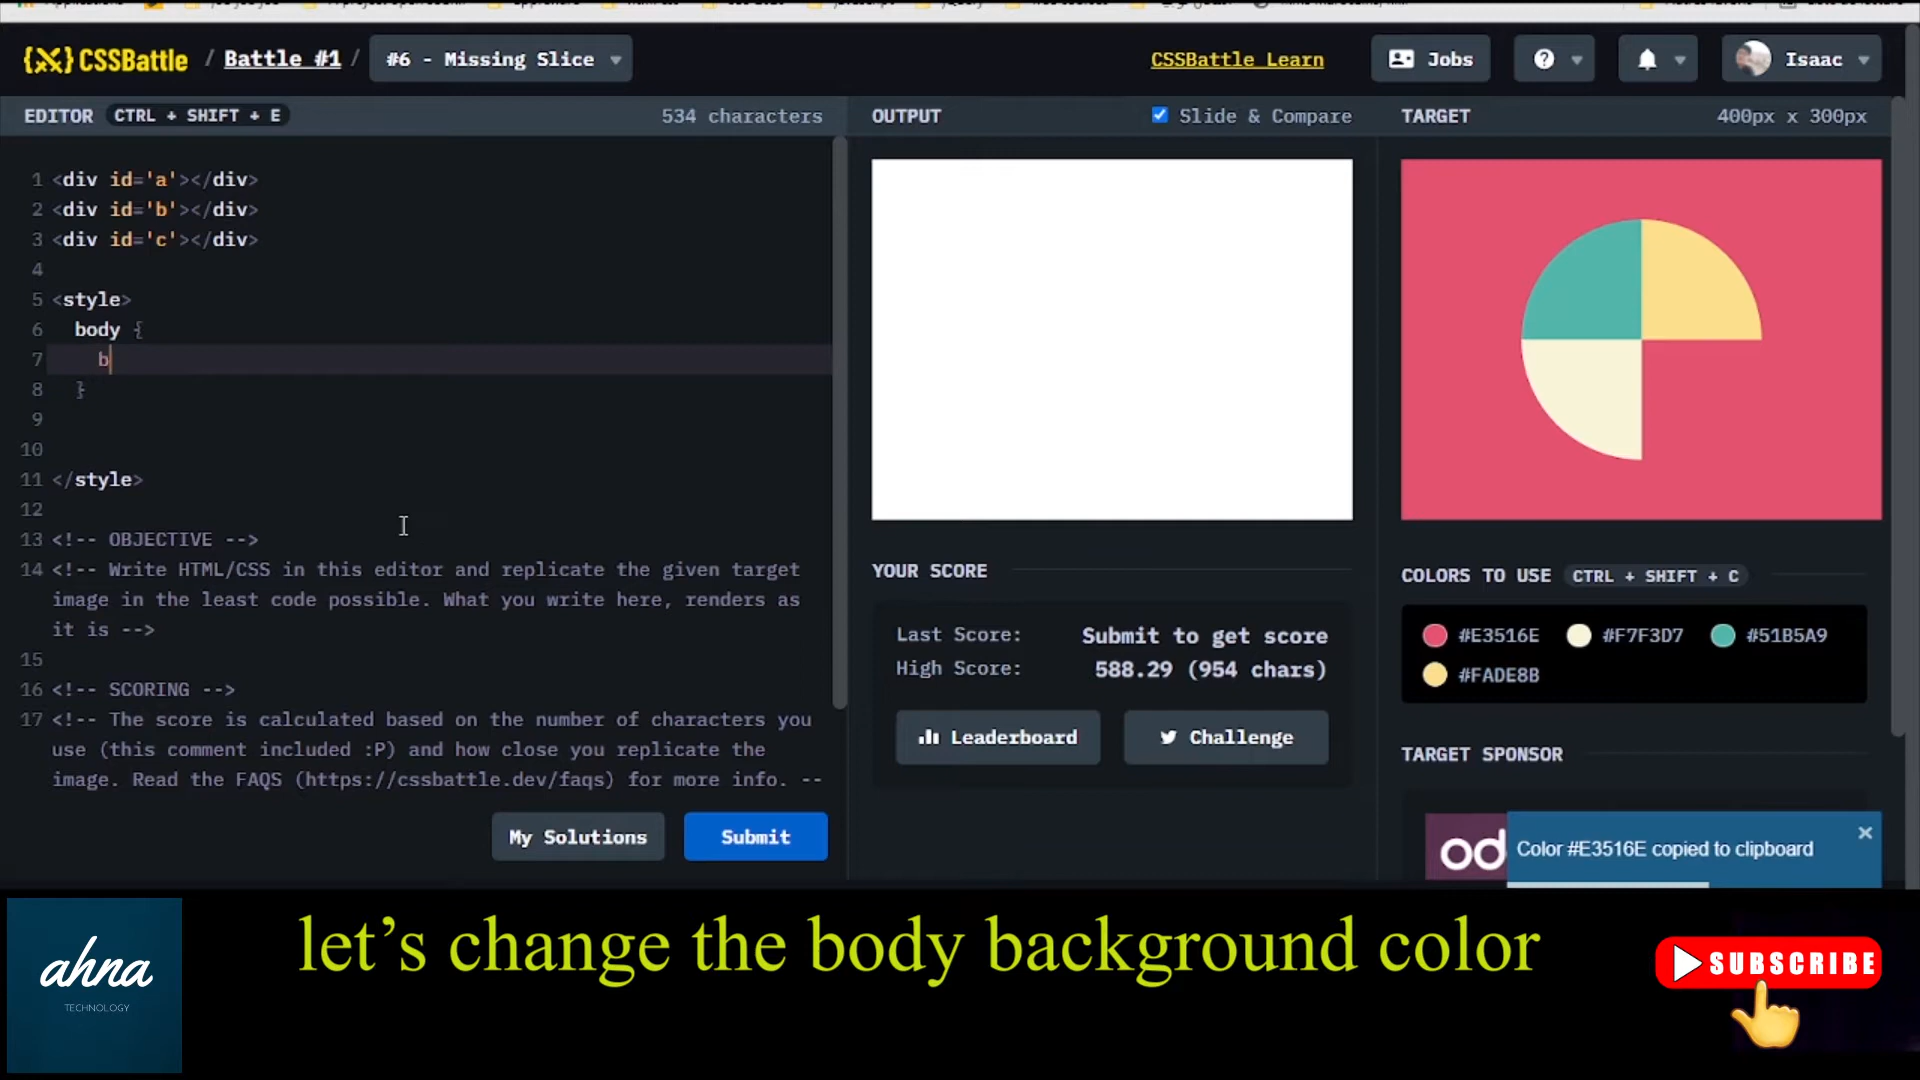 {X} CSSBattle / Battle #1 / #6 - Missing Slice
CSSBattle Learn
Jobs
Isaac
EDITOR CTRL + SHIFT + E
534 characters
OUTPUT
Slide & Compare
TARGET
400px x 300px
1 <div id='a'></div>
2 <div id='b'></div>
3 <div id='c'></div>
4
5 <style>
6 body {
7 b
8 }
9
10
11 </style>
12
13 <!-- OBJECTIVE -->
14 <!-- Write HTML/CSS in this editor and replicate the given target
image in the least code possible. What you write here, renders as
it is -->
15
16 <!-- SCORING -->
17 <!-- The score is calculated based on the number of characters you
use (this comment included :P) and how close you replicate the
image. Read the FAQS (https://cssbattle.dev/faqs) for more info. --
My Solutions
Submit
YOUR SCORE
Last Score: Submit to get score
High Score: 588.29 (954 chars)
Leaderboard
Challenge
COLORS TO USE CTRL + SHIFT + C
#E3516E #F7F3D7 #51B5A9
#FADE8B
TARGET SPONSOR
od
Color #E3516E copied to clipboard
ahna
TECHNOLOGY
let's change the body background color
SUBSCRIBE